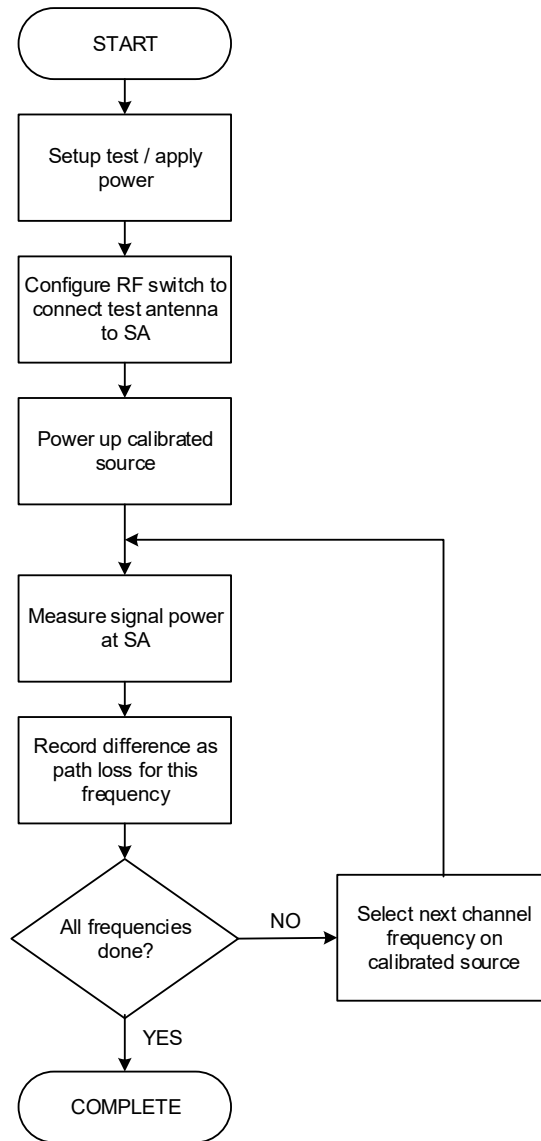 START
Setup test / apply
power
Configure RF switch to
connect test antenna
to SA
Power up calibrated
source
Measure signal power
at SA
Record difference as
path loss for this
frequency
All frequencies
done?
NO
Select next channel
frequency on
calibrated source
YES
COMPLETE